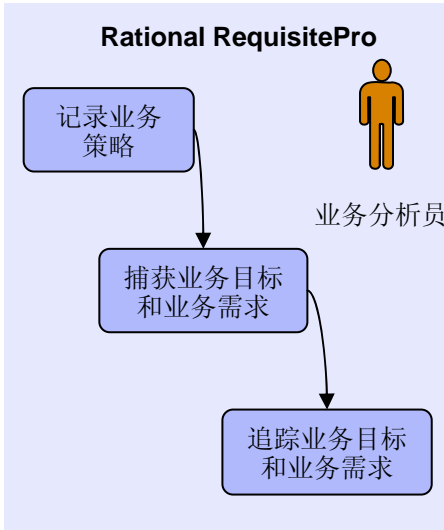 Rational RequisitePro
记录业务
策略
业务分析员
捕获业务目标
和业务需求
追踪业务目标
和业务需求